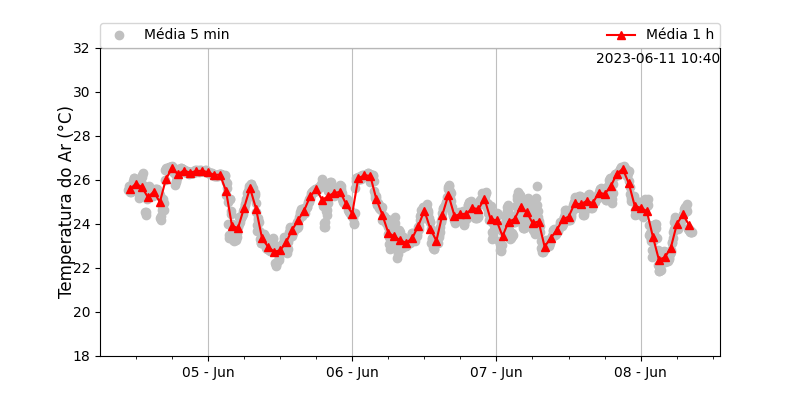 Média 5 min
Média 1 h
2023-06-11 10:40
Temperatura do Ar (°C)
32
30
28
26
24
22
20
18
05 - Jun
06 - Jun
07 - Jun
08 - Jun